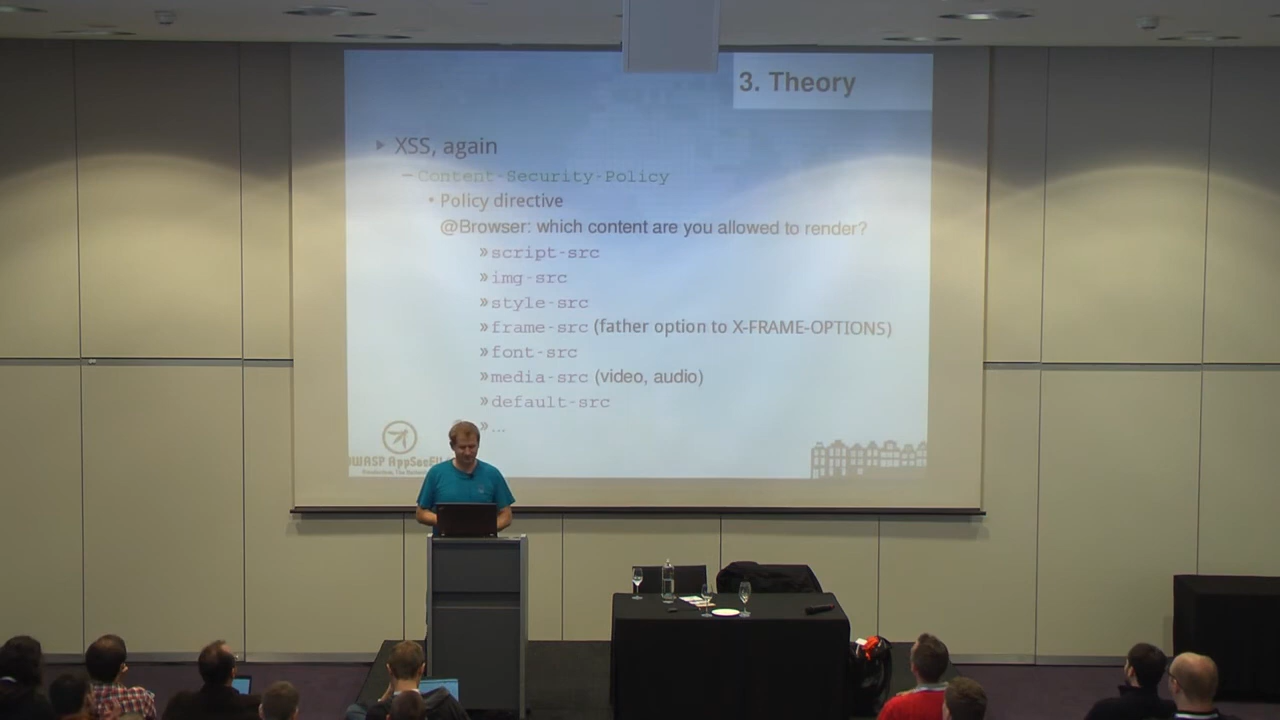 3. Theory
XSS, again
– Content-Security-Policy
• Policy directive
@Browser: which content are you allowed to render?
» script-src
» img-src
» style-src
» frame-src (father option to X-FRAME-OPTIONS)
» font-src
» media-src (video, audio)
» default-src
» ...
OWASP AppSecEU